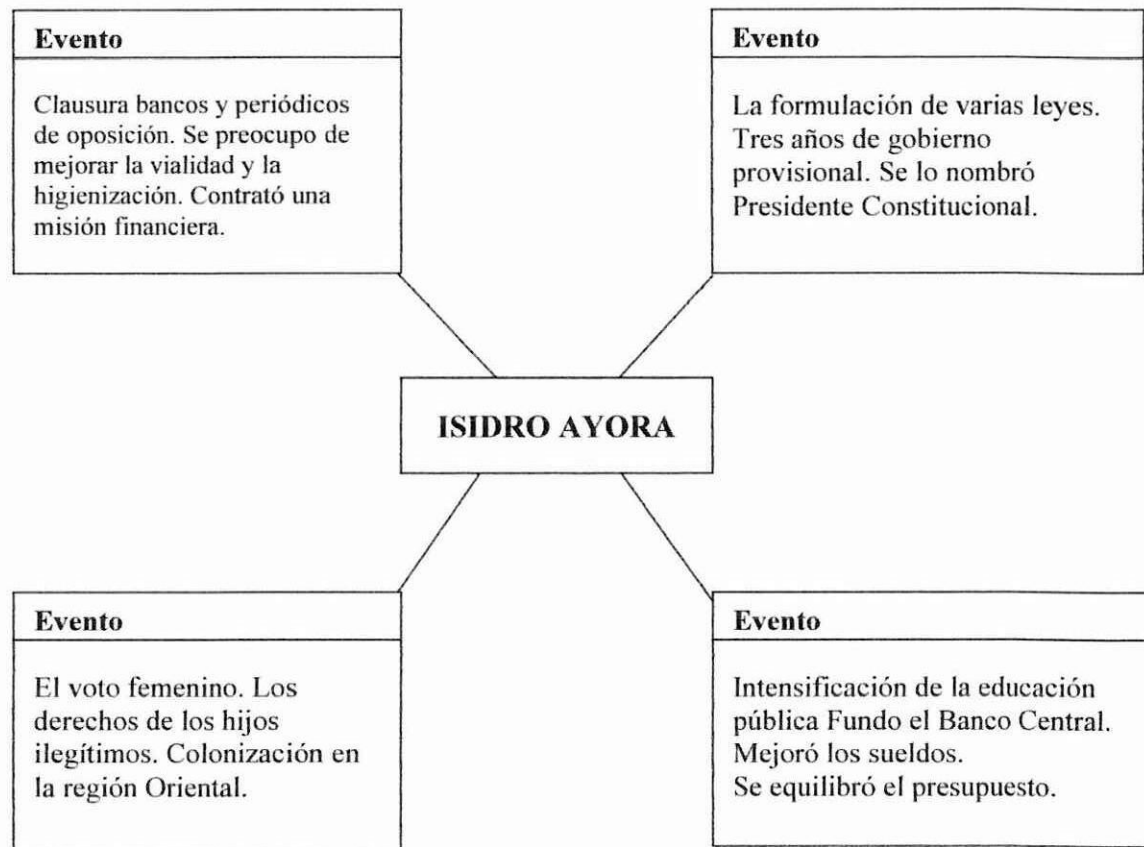 Evento
Clausura bancos y periódicos
de oposición. Se preocupo de
mejorar la vialidad y la
higienización. Contrató una
misión financiera.
Evento
La formulación de varias leyes.
Tres años de gobierno
provisional. Se lo nombró
Presidente Constitucional.
ISIDRO AYORA
Evento
El voto femenino. Los
derechos de los hijos
ilegítimos. Colonización en
la región Oriental.
Evento
Intensificación de la educación
pública Fundo el Banco Central.
Mejoró los sueldos.
Se equilibró el presupuesto.